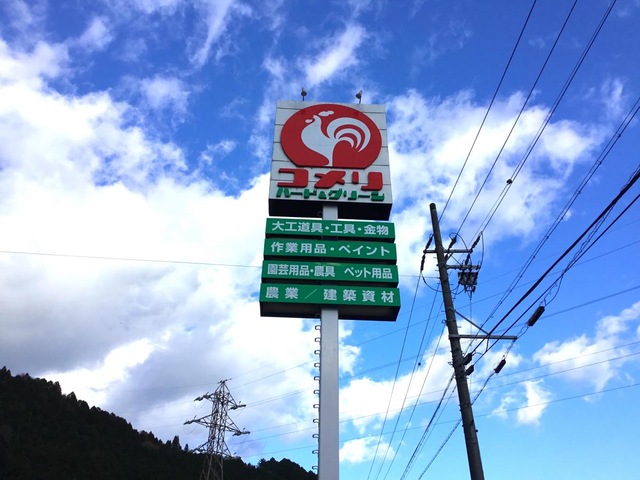 コメリ
ハード&グリーン
大工道具・工具・金物
作業用品・ペイント
園芸用品・農具 ペット用品
農業/建築資材